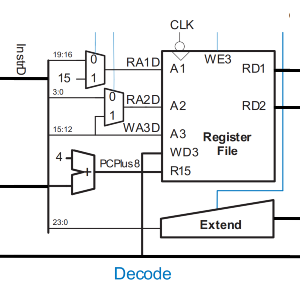 CLK
InstrD
19:16
0
1
15
RA1D
A1
WE3
RD1
3:0
0
1
RA2D
A2
RD2
15:12
WA3D
A3
Register
File
WD3
4
+
PCPlus8
R15
23:0
Extend
Decode